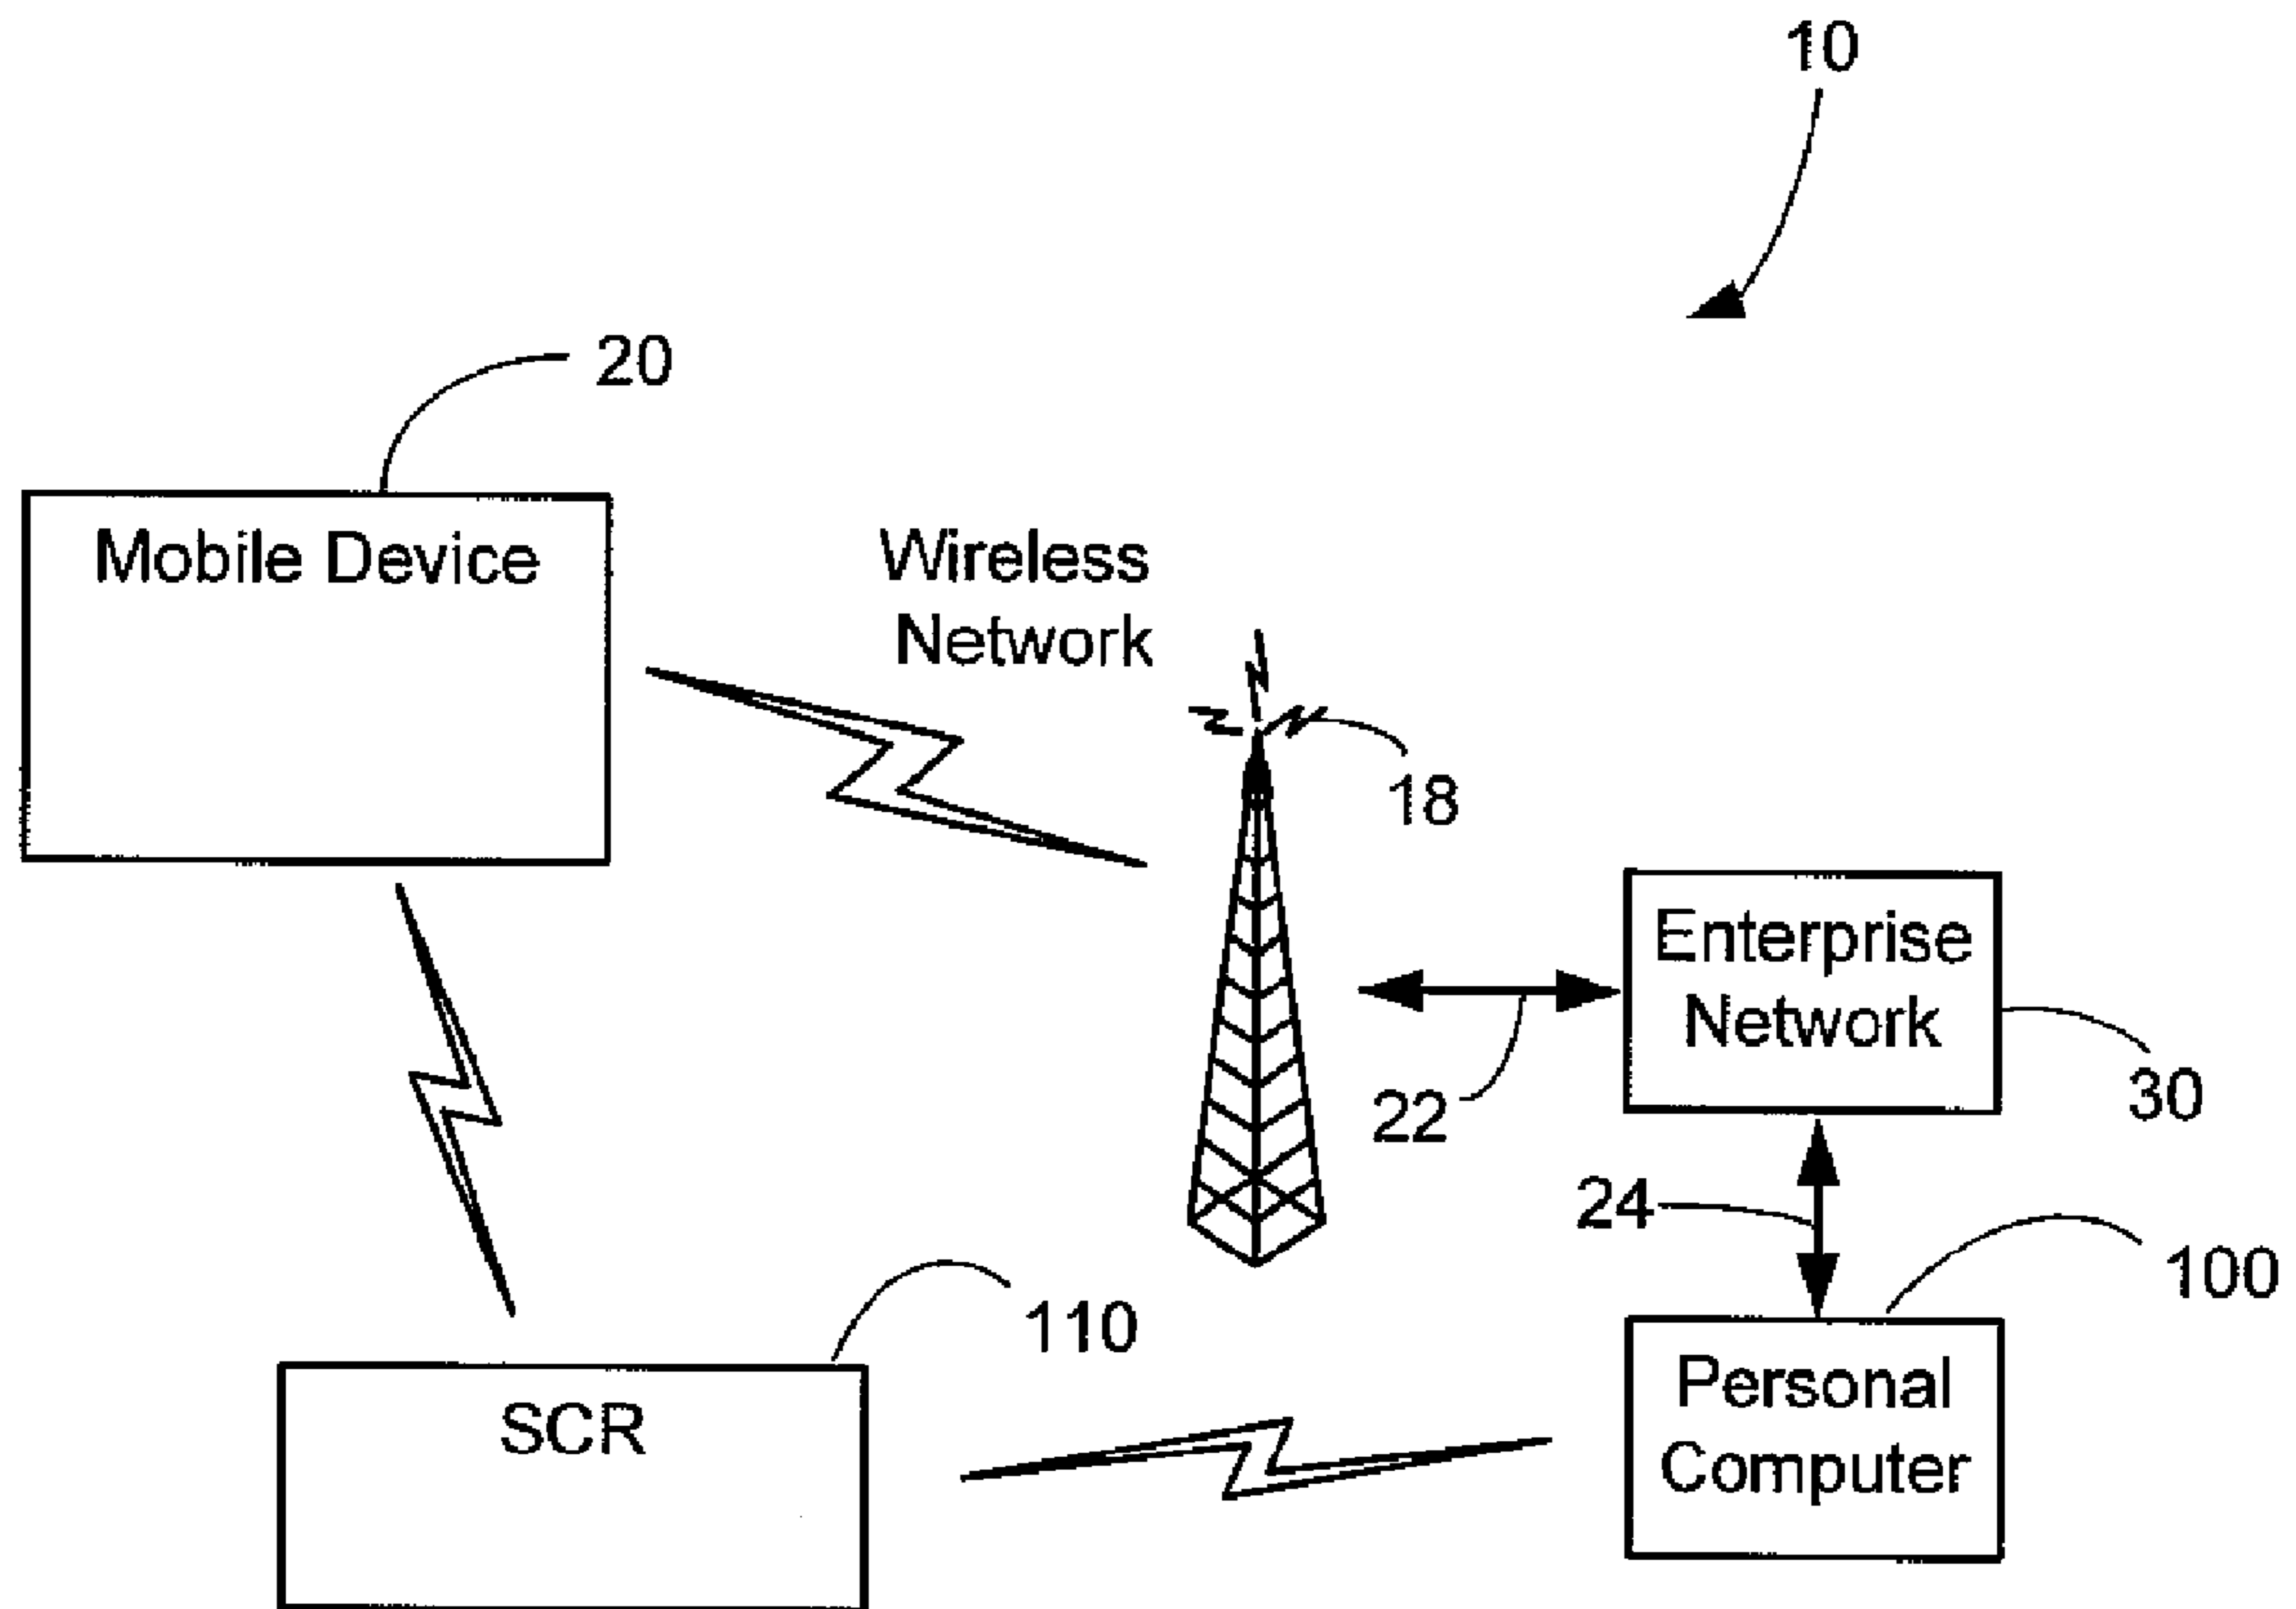 10
20
Mobile Device
Wireless
Network
18
Enterprise
Network
22
30
24
100
110
SCR
Personal
Computer